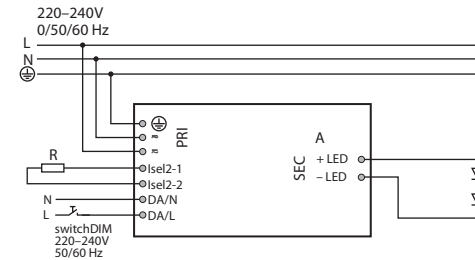 220–240V
0/50/60 Hz
L
N
PRI
A
SEC
+ LED
– LED
R
Isel2-1
Isel2-2
N
DA/N
L
DA/L
switchDIM
220–240V
50/60 Hz